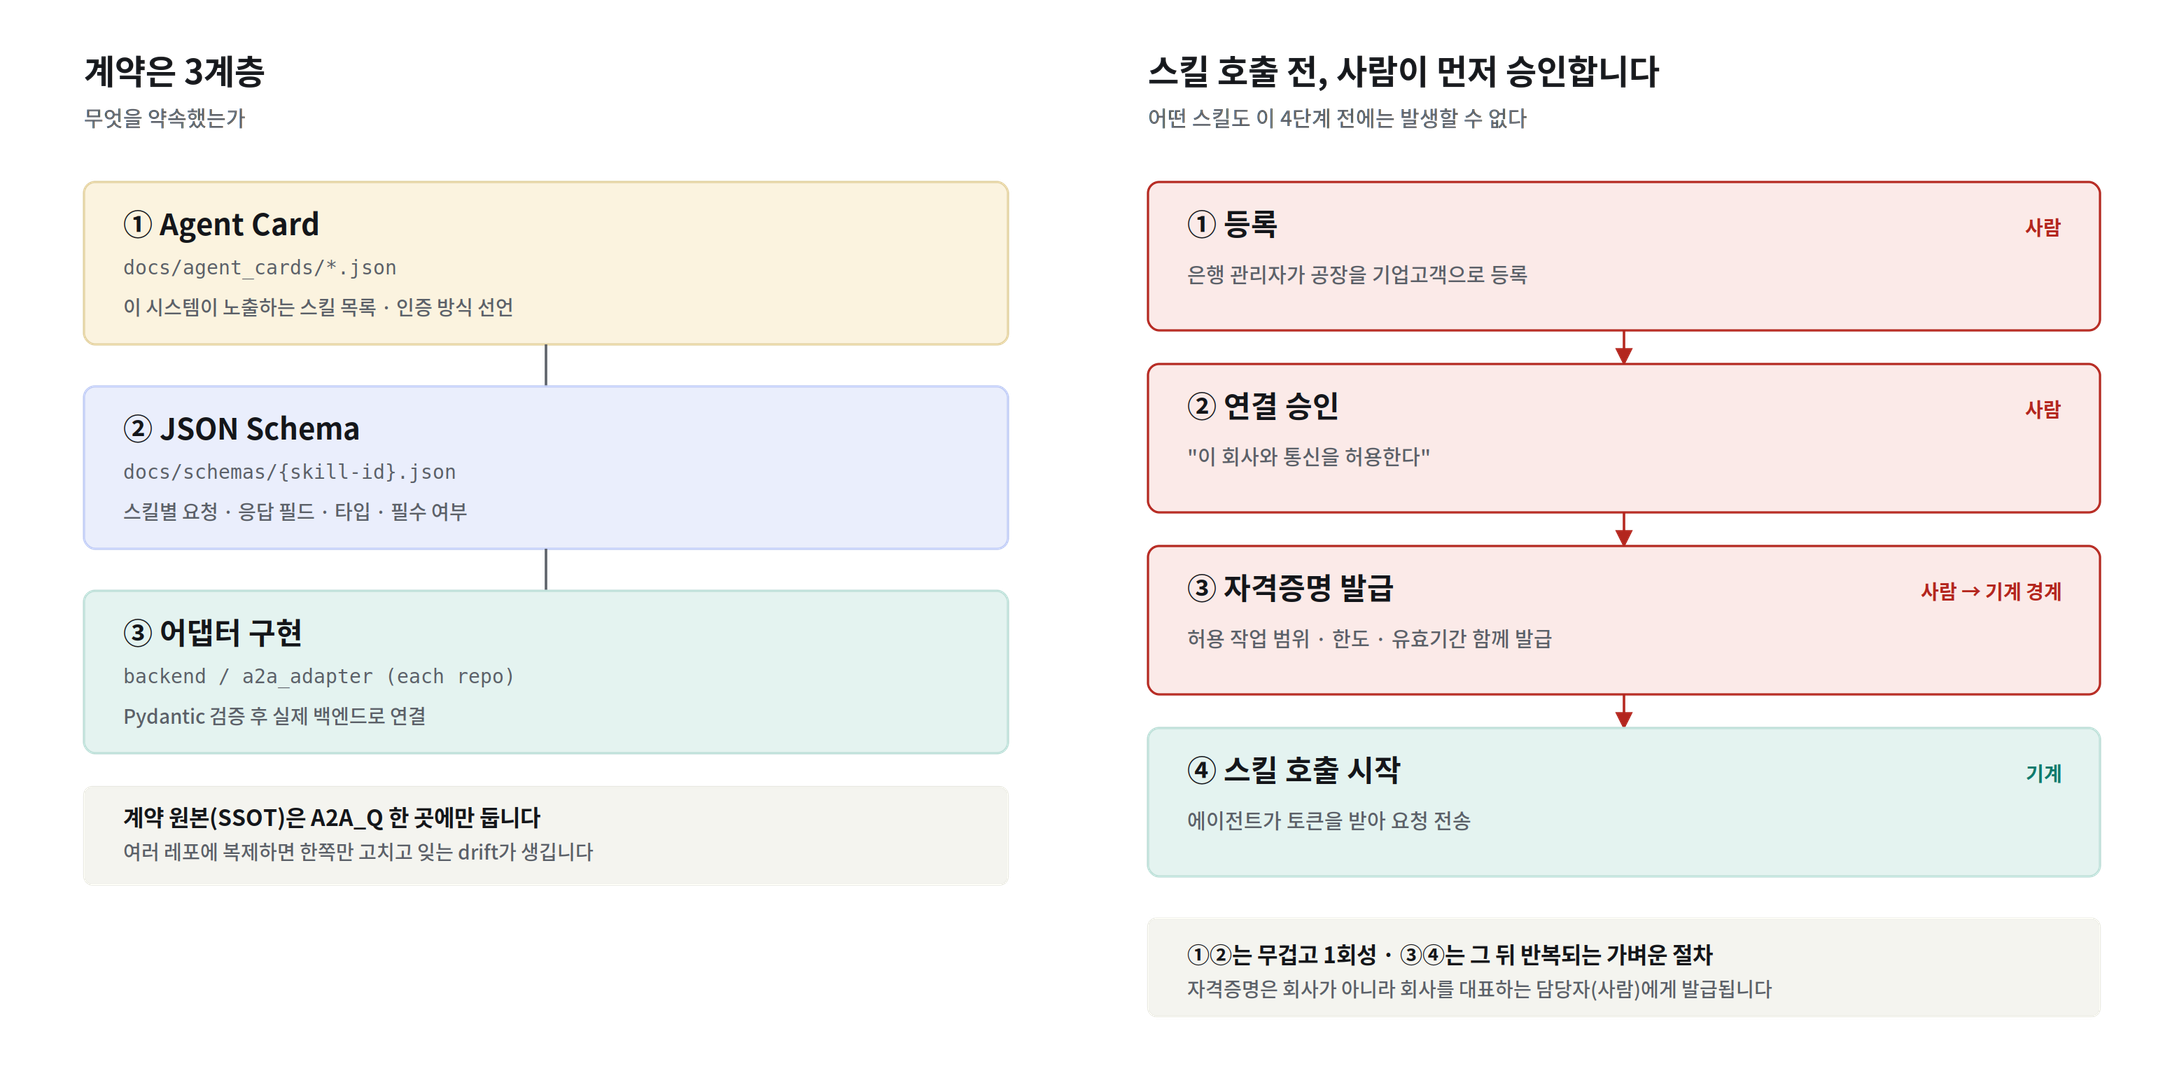 계약은 3계층
무엇을 약속했는가
① Agent Card
docs/agent_cards/*.json
이 시스템이 노출하는 스킬 목록 · 인증 방식 선언
② JSON Schema
docs/schemas/{skill-id}.json
스킬별 요청 · 응답 필드 · 타입 · 필수 여부
③ 어댑터 구현
backend / a2a_adapter (each repo)
Pydantic 검증 후 실제 백엔드로 연결
계약 원본(SSOT)은 A2A_Q 한 곳에만 둡니다
여러 레포에 복제하면 한쪽만 고치고 잊는 drift가 생깁니다
스킬 호출 전, 사람이 먼저 승인합니다
어떤 스킬도 이 4단계 전에는 발생할 수 없다
① 등록
사람
은행 관리자가 공장을 기업고객으로 등록
② 연결 승인
사람
"이 회사와 통신을 허용한다"
③ 자격증명 발급
사람 → 기계 경계
허용 작업 범위 · 한도 · 유효기간 함께 발급
④ 스킬 호출 시작
기계
에이전트가 토큰을 받아 요청 전송
①②는 무겁고 1회성 · ③④는 그 뒤 반복되는 가벼운 절차
자격증명은 회사가 아니라 회사를 대표하는 담당자(사람)에게 발급됩니다